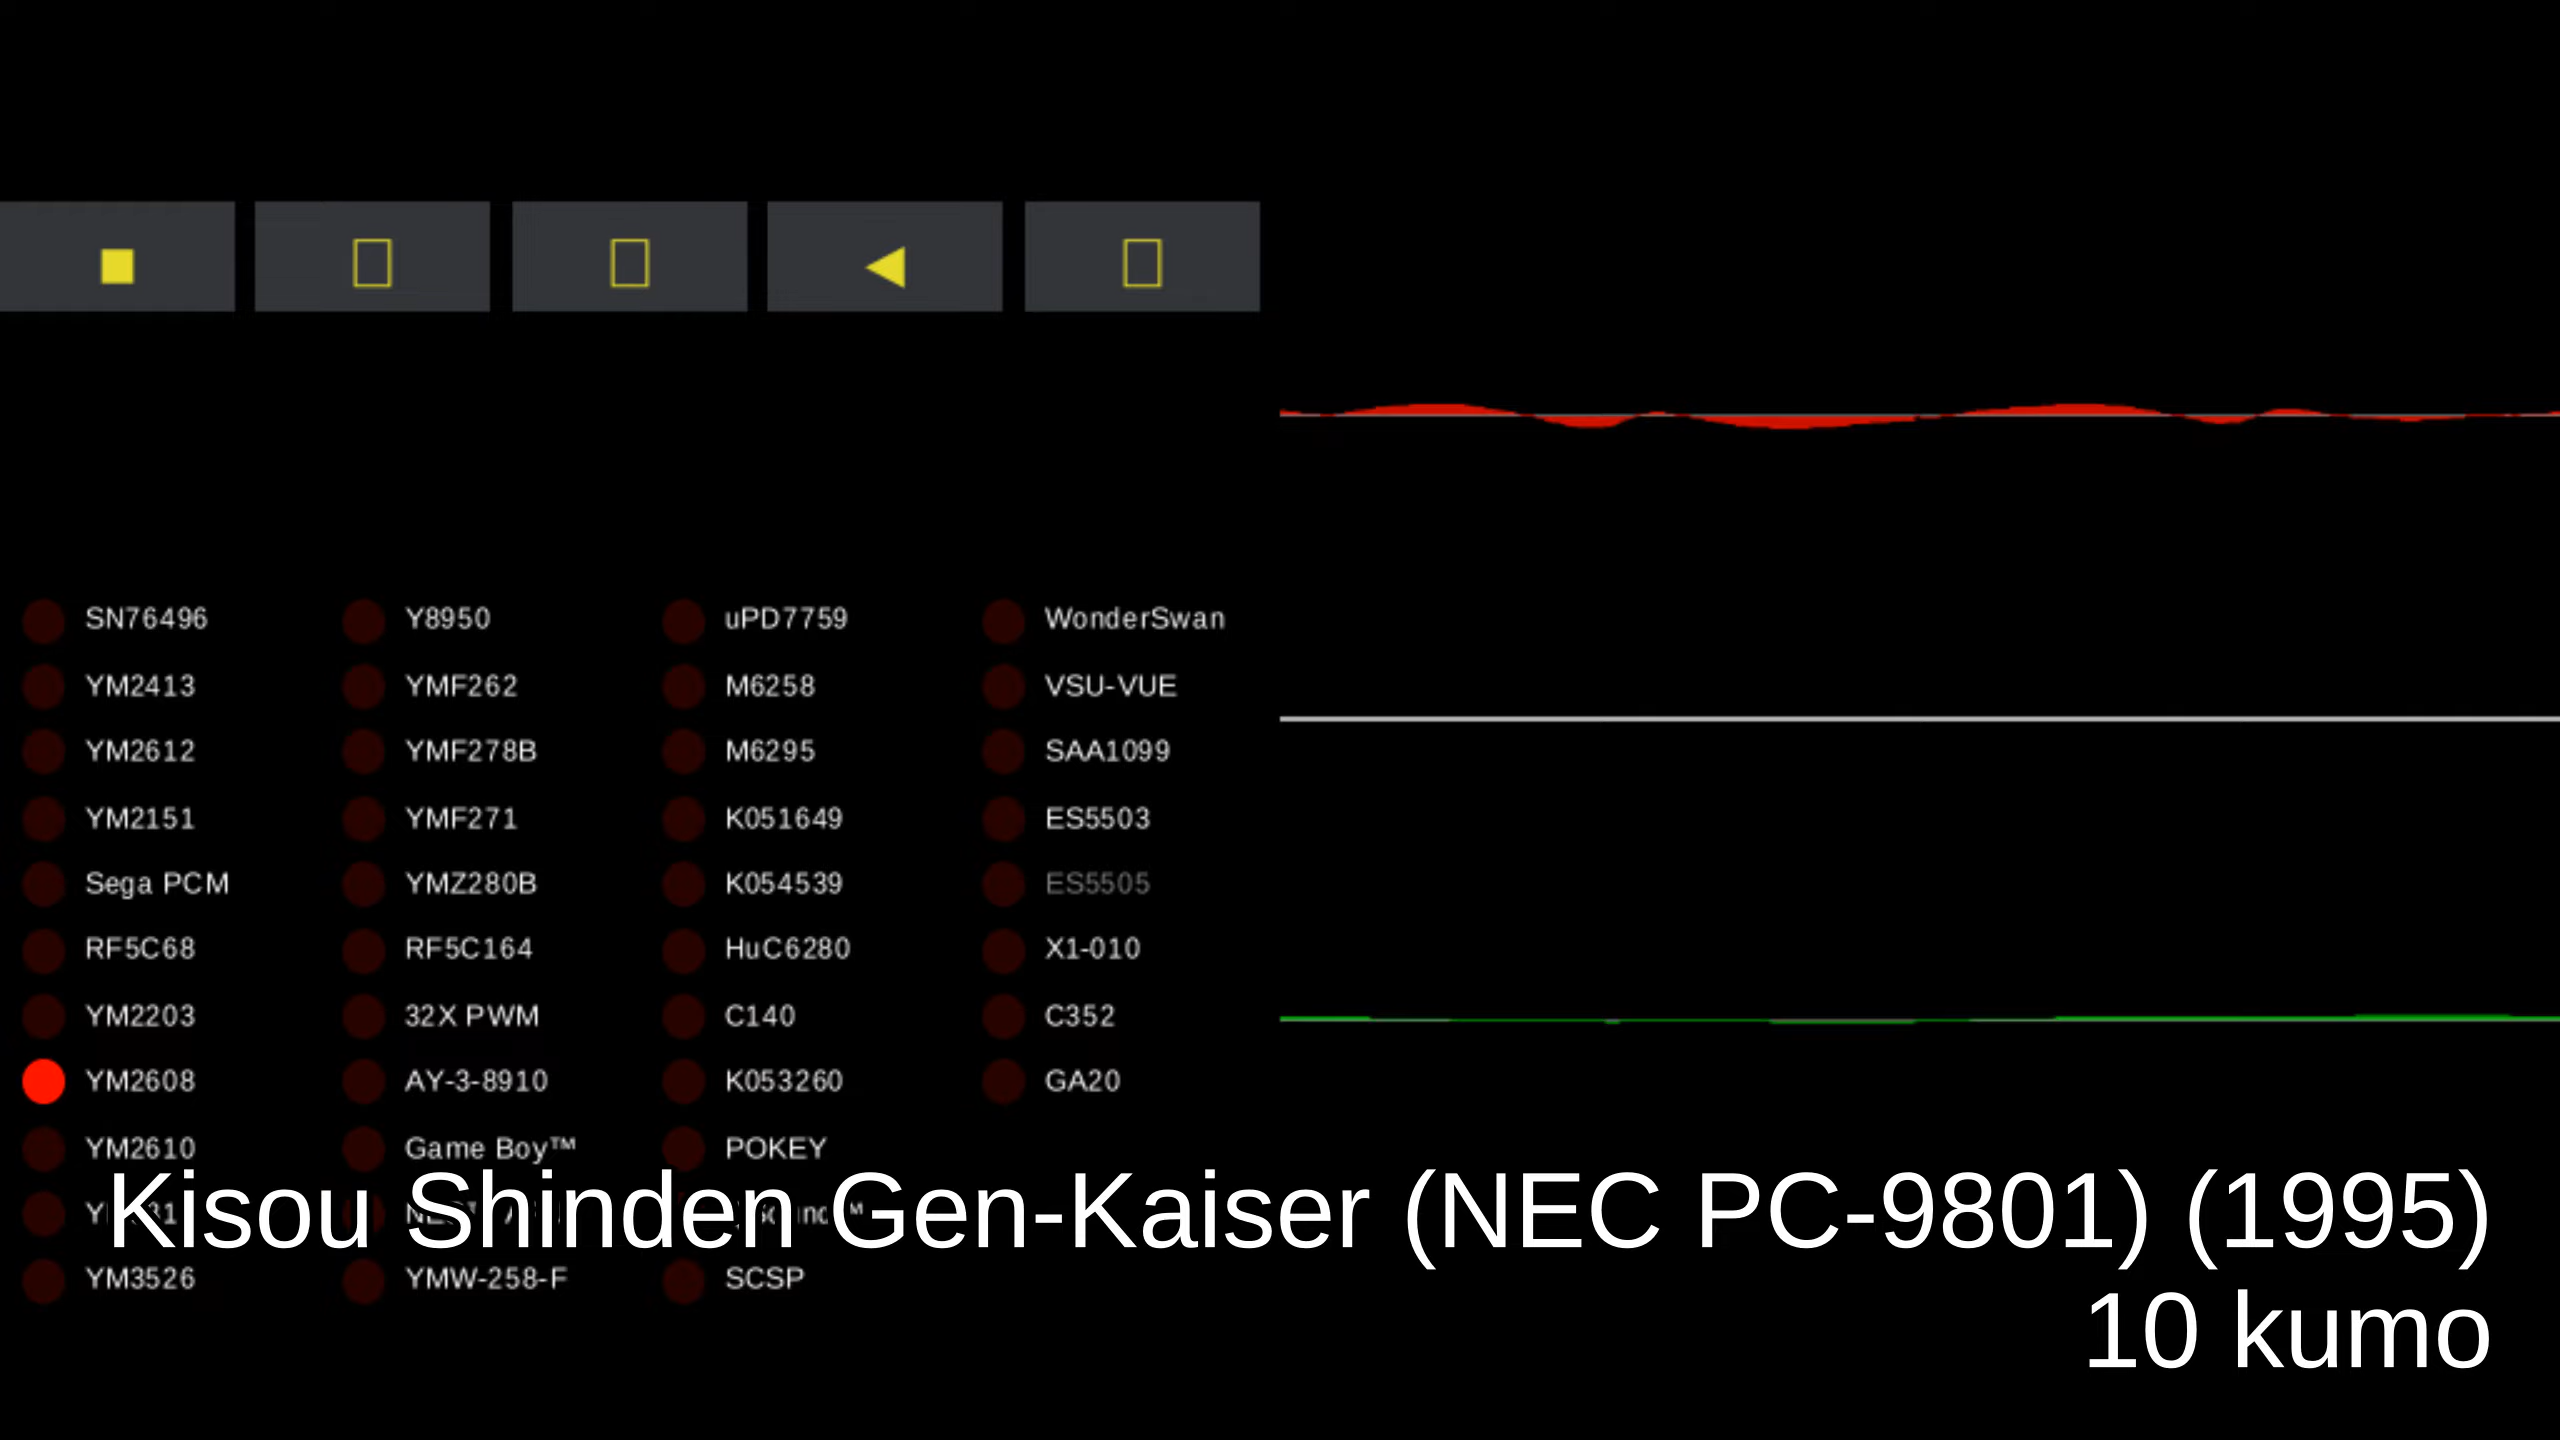 SN76496
YM2413
YM2612
YM2151
Sega PCM
RF5C68
YM2203
YM2608
YM2610
YM3526
Y8950
YMF262
YMF278B
YMF271
YMZ280B
RF5C164
32X PWM
AY-3-8910
Game Boy™
YMW-258-F
uPD7759
M6258
M6295
K051649
K054539
HuC6280
C140
K053260
POKEY
SCSP
WonderSwan
VSU-VUE
SAA1099
ES5503
ES5505
X1-010
C352
GA20
Kisou Shinden Gen-Kaiser (NEC PC-9801) (1995)
10 kumo